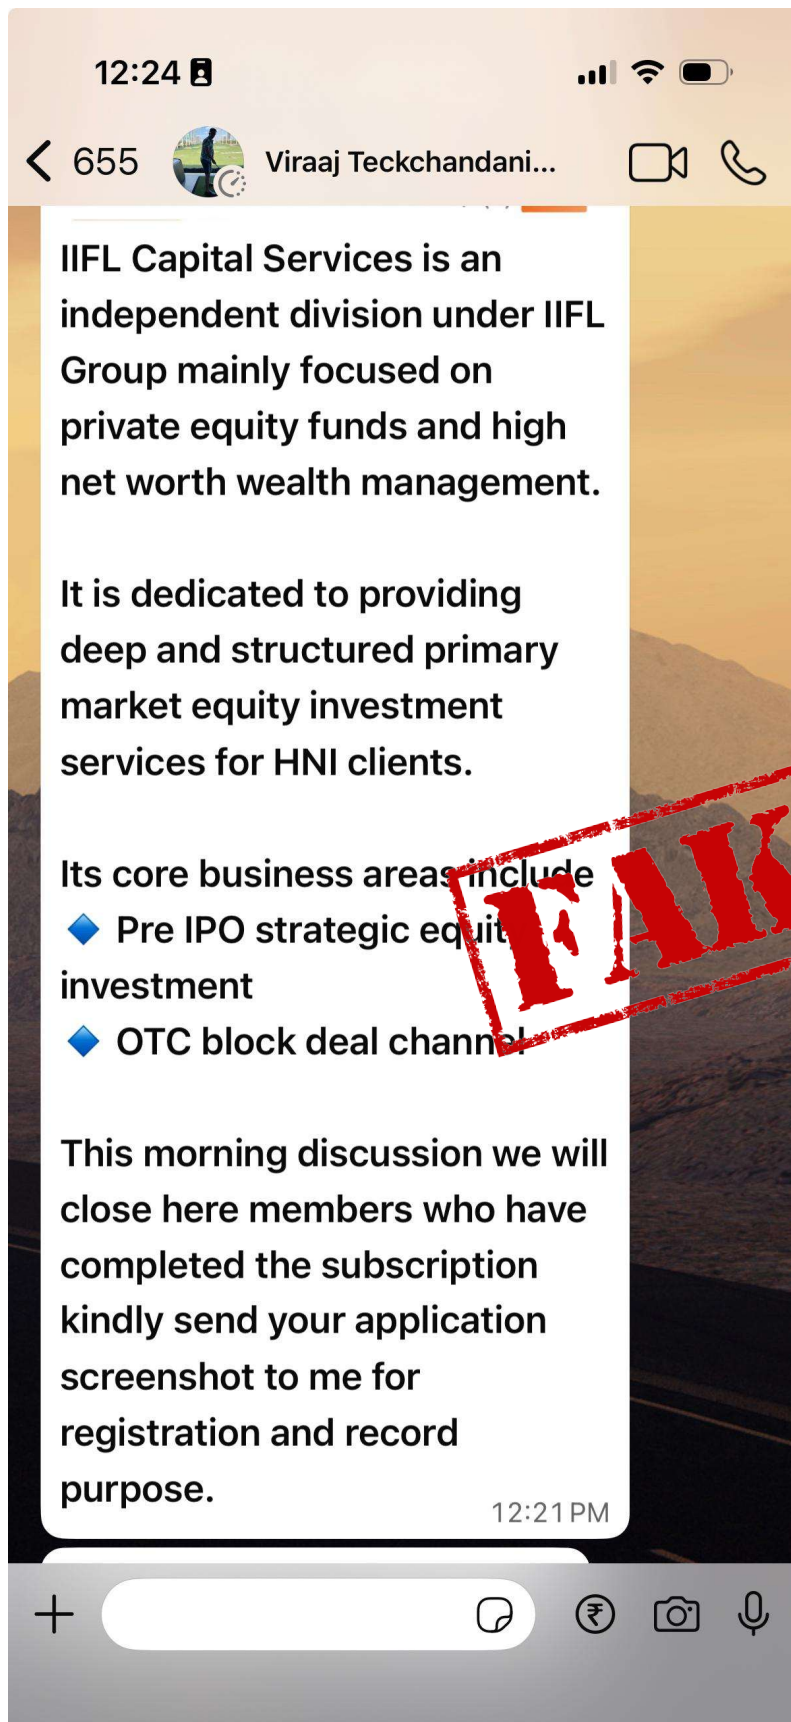 12:24
655
Viraaj Teckchandani...
IIFL Capital Services is an
independent division under IIFL
Group mainly focused on
private equity funds and high
net worth wealth management.
It is dedicated to providing
deep and structured primary
market equity investment
services for HNI clients.
Its core business areas include
🔷 Pre IPO strategic equity
investment
🔷 OTC block deal channel
FAK
This morning discussion we will
close here members who have
completed the subscription
kindly send your application
screenshot to me for
registration and record
purpose.
12:21 PM